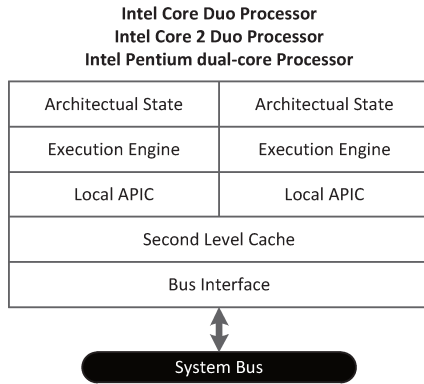 Intel Core Duo Processor
Intel Core 2 Duo Processor
Intel Pentium dual-core Processor
Architectual State Architectual State
Execution Engine Execution Engine
Local APIC Local APIC
Second Level Cache
Bus Interface
System Bus